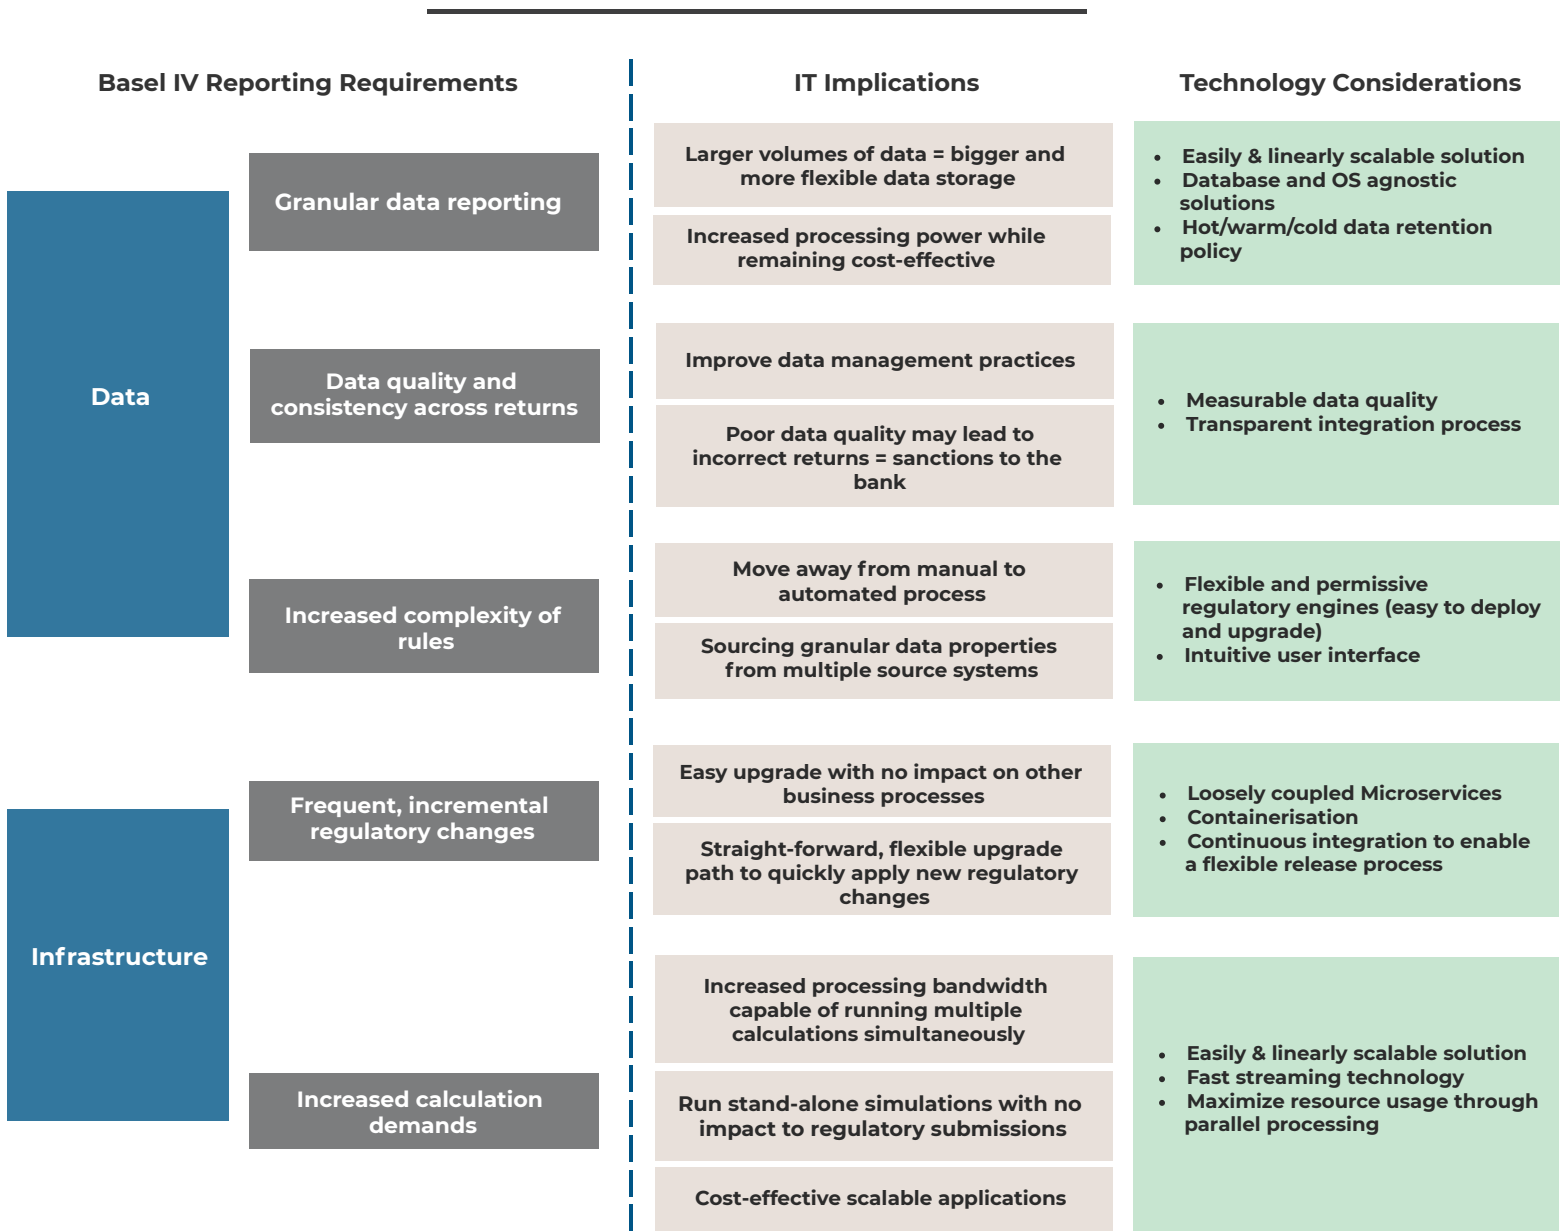 Basel IV Reporting Requirements
IT Implications
Technology Considerations
Data
Granular data reporting
Larger volumes of data = bigger and
more flexible data storage
Increased processing power while
remaining cost-effective
• Easily & linearly scalable solution
• Database and OS agnostic
solutions
• Hot/warm/cold data retention
policy
Data quality and
consistency across returns
Improve data management practices
Poor data quality may lead to
incorrect returns = sanctions to the
bank
• Measurable data quality
• Transparent integration process
Increased complexity of
rules
Move away from manual to
automated process
Sourcing granular data properties
from multiple source systems
• Flexible and permissive
regulatory engines (easy to deploy
and upgrade)
• Intuitive user interface
Infrastructure
Frequent, incremental
regulatory changes
Easy upgrade with no impact on other
business processes
Straight-forward, flexible upgrade
path to quickly apply new regulatory
changes
• Loosely coupled Microservices
• Containerisation
• Continuous integration to enable
a flexible release process
Increased calculation
demands
Increased processing bandwidth
capable of running multiple
calculations simultaneously
Run stand-alone simulations with no
impact to regulatory submissions
Cost-effective scalable applications
• Easily & linearly scalable solution
• Fast streaming technology
• Maximize resource usage through
parallel processing